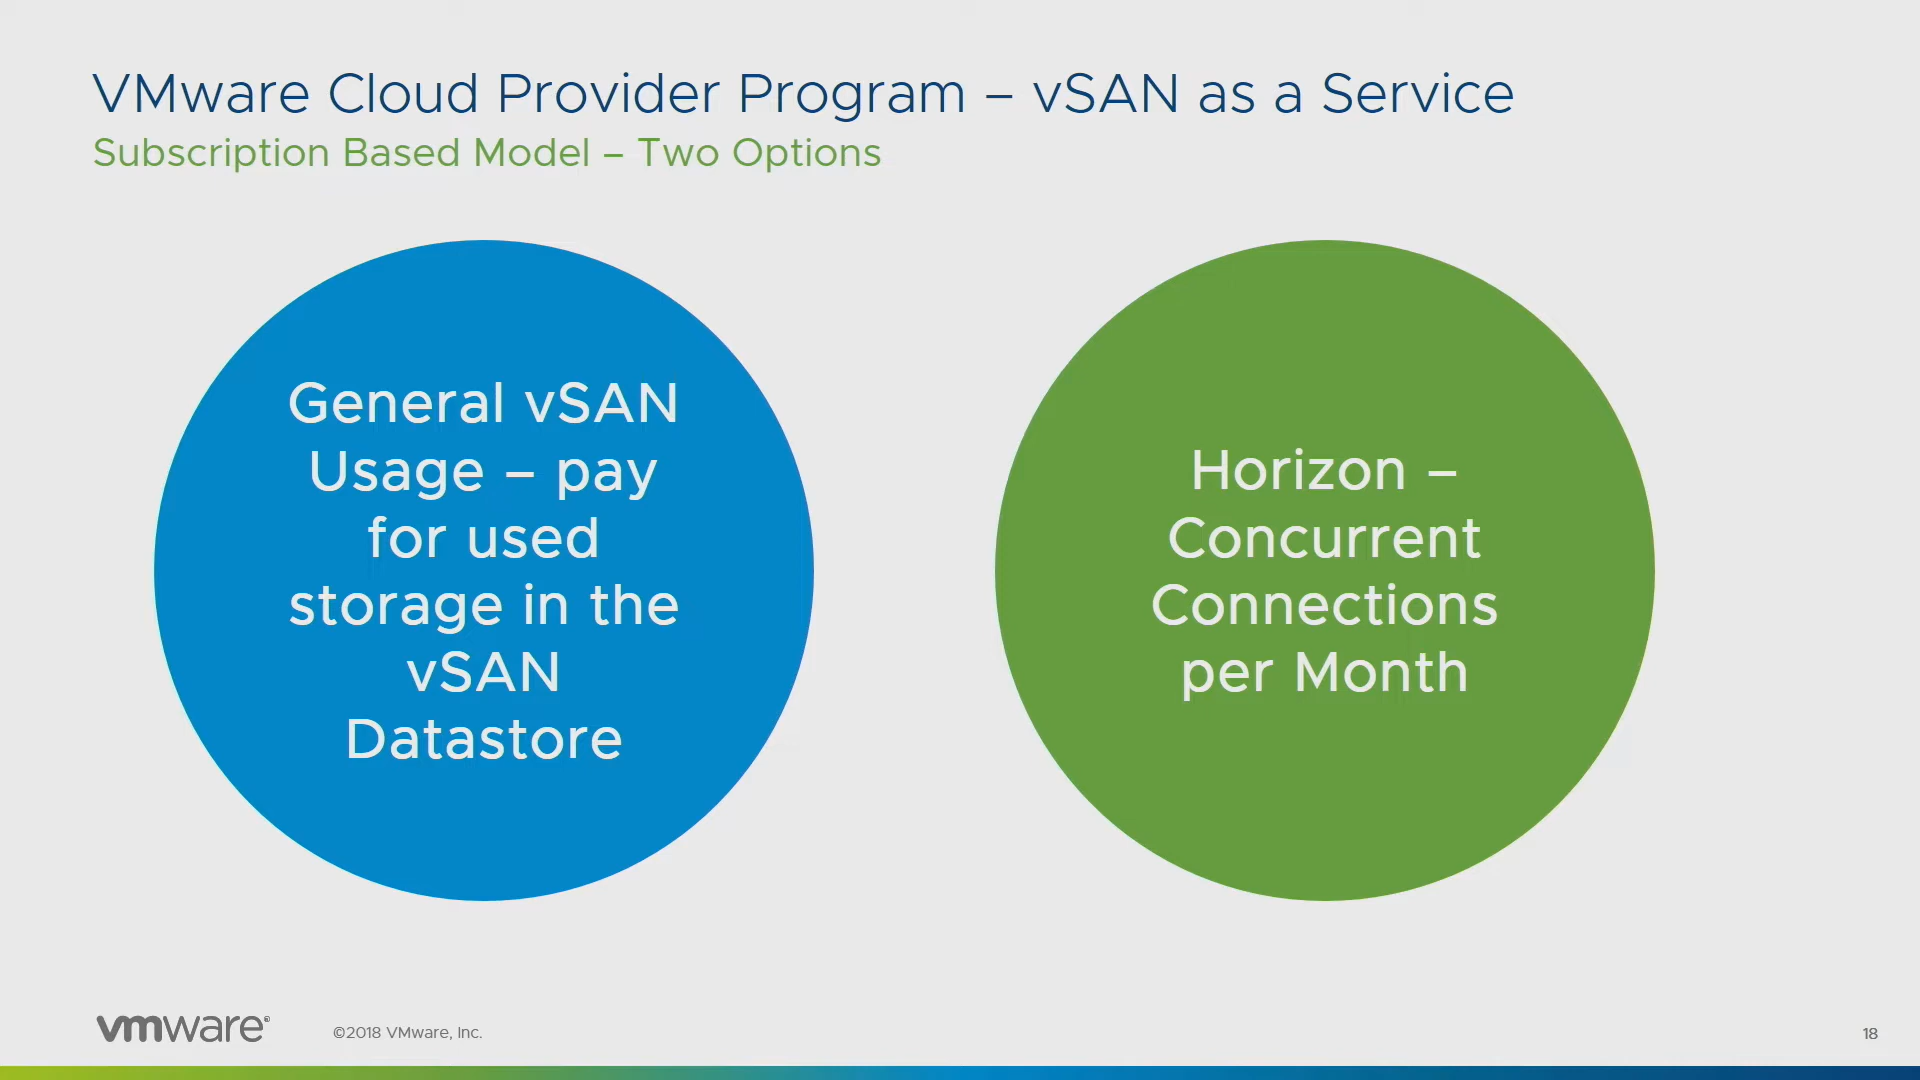 VMware Cloud Provider Program – vSAN as a Service
Subscription Based Model – Two Options
General vSAN
Usage – pay
for used
storage in the
vSAN
Datastore
Horizon –
Concurrent
Connections
per Month
vmware®
©2018 VMware, Inc.
18